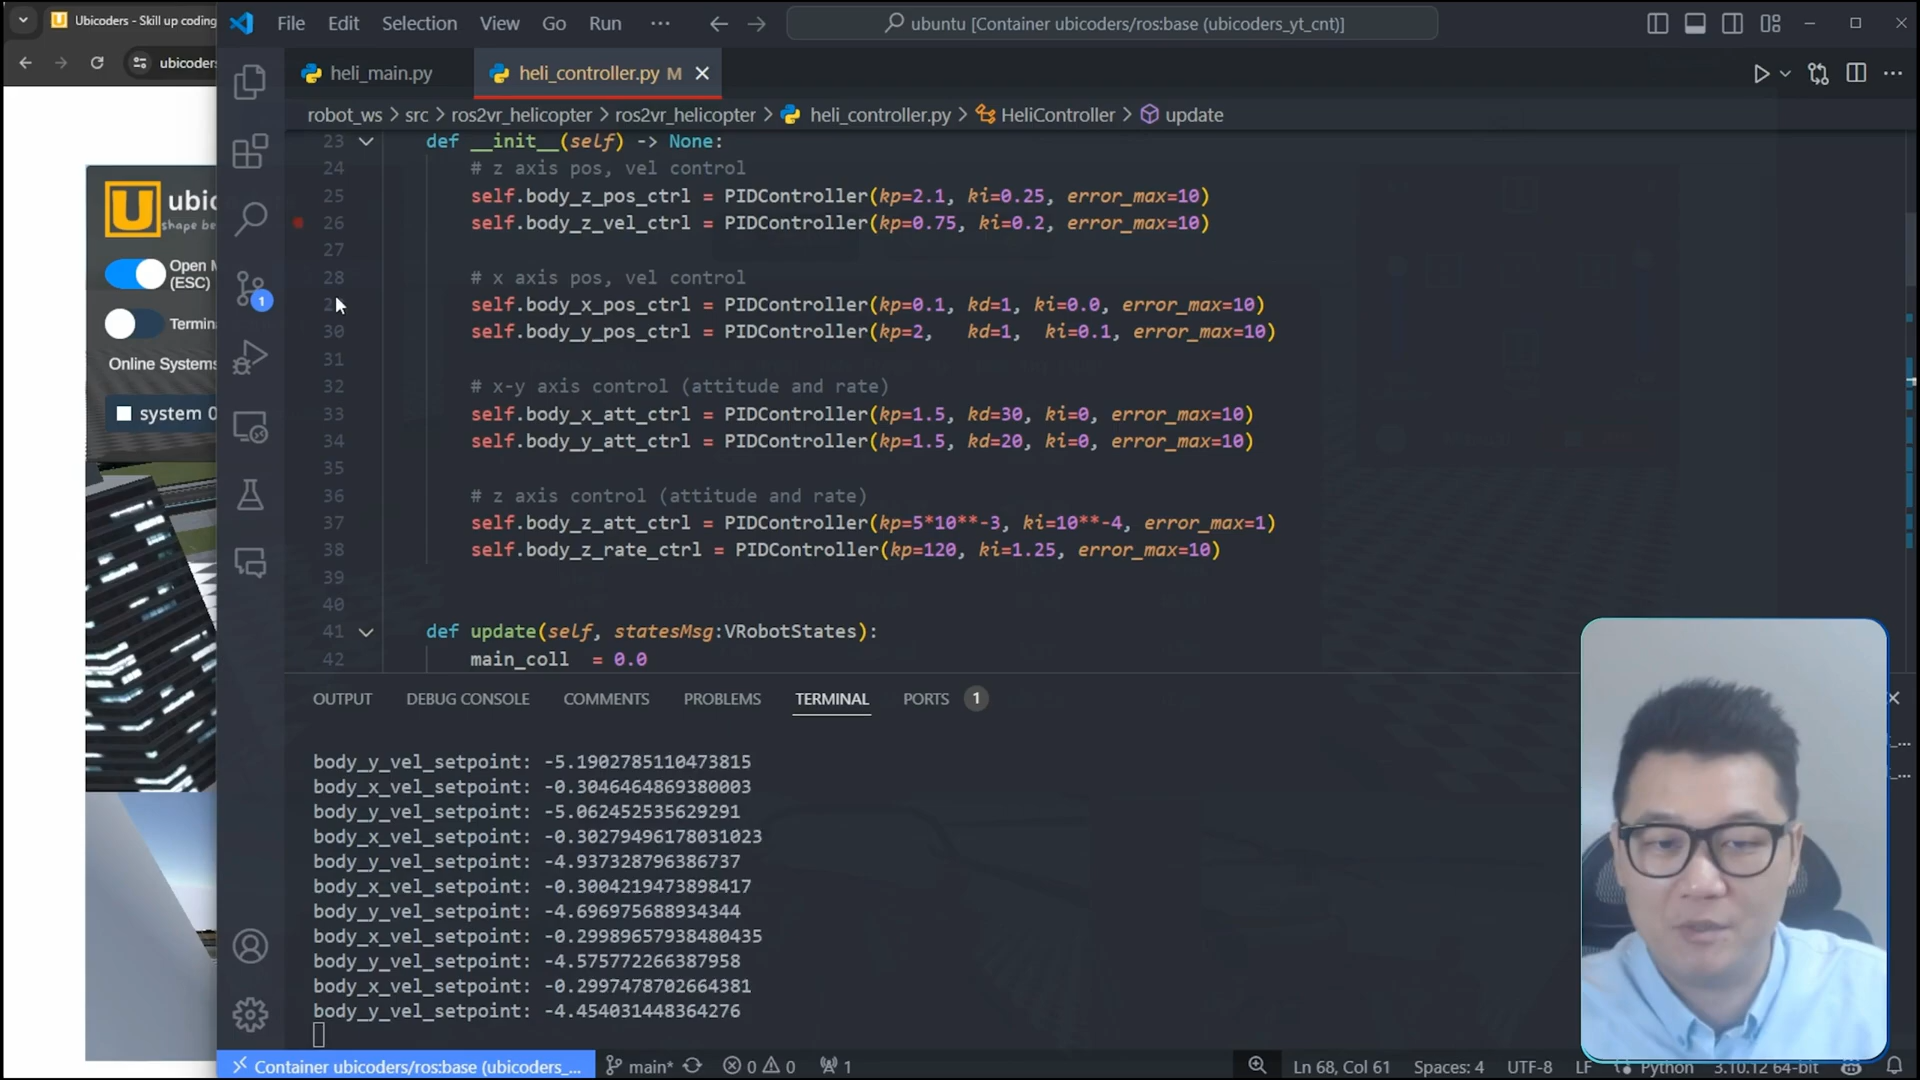 Ubicoders - Skill up coding
File Edit Selection View Go Run
ubuntu [Container ubicoders/ros:base (ubicoders_yt_cnt)]
ubicoders
heli_main.py
heli_controller.py M
robot_ws > src > ros2vr_helicopter > ros2vr_helicopter > heli_controller.py > HeliController > update
23 def __init__(self) -> None:
24 # z axis pos, vel control
25 self.body_z_pos_ctrl = PIDController(kp=2.1, ki=0.25, error_max=10)
26 self.body_z_vel_ctrl = PIDController(kp=0.75, ki=0.2, error_max=10)
27
28 # x axis pos, vel control
self.body_x_pos_ctrl = PIDController(kp=0.1, kd=1, ki=0.0, error_max=10)
30 self.body_y_pos_ctrl = PIDController(kp=2, kd=1, ki=0.1, error_max=10)
31
32 # x-y axis control (attitude and rate)
33 self.body_x_att_ctrl = PIDController(kp=1.5, kd=30, ki=0, error_max=10)
34 self.body_y_att_ctrl = PIDController(kp=1.5, kd=20, ki=0, error_max=10)
35
36 # z axis control (attitude and rate)
37 self.body_z_att_ctrl = PIDController(kp=5*10**-3, ki=10**-4, error_max=1)
38 self.body_z_rate_ctrl = PIDController(kp=120, ki=1.25, error_max=10)
39
40
41 def update(self, statesMsg:VRobotStates):
42 main_coll = 0.0
U ubic
shape be
Open M
(ESC)
Termin
Online Systems
system 0
1
OUTPUT DEBUG CONSOLE COMMENTS PROBLEMS TERMINAL PORTS 1
body_y_vel_setpoint: -5.1902785110473815
body_x_vel_setpoint: -0.3046464869380003
body_y_vel_setpoint: -5.062452535629291
body_x_vel_setpoint: -0.30279496178031023
body_y_vel_setpoint: -4.937328796386737
body_x_vel_setpoint: -0.3004219473898417
body_y_vel_setpoint: -4.696975688934344
body_x_vel_setpoint: -0.29989657938480435
body_y_vel_setpoint: -4.575772266387958
body_x_vel_setpoint: -0.2997478702664381
body_y_vel_setpoint: -4.454031448364276
Container ubicoders/ros:base (ubicoders_... main* 0 0 1 Ln 68, Col 61 Spaces: 4 UTF-8 LF Python 3.10.12 64-bit